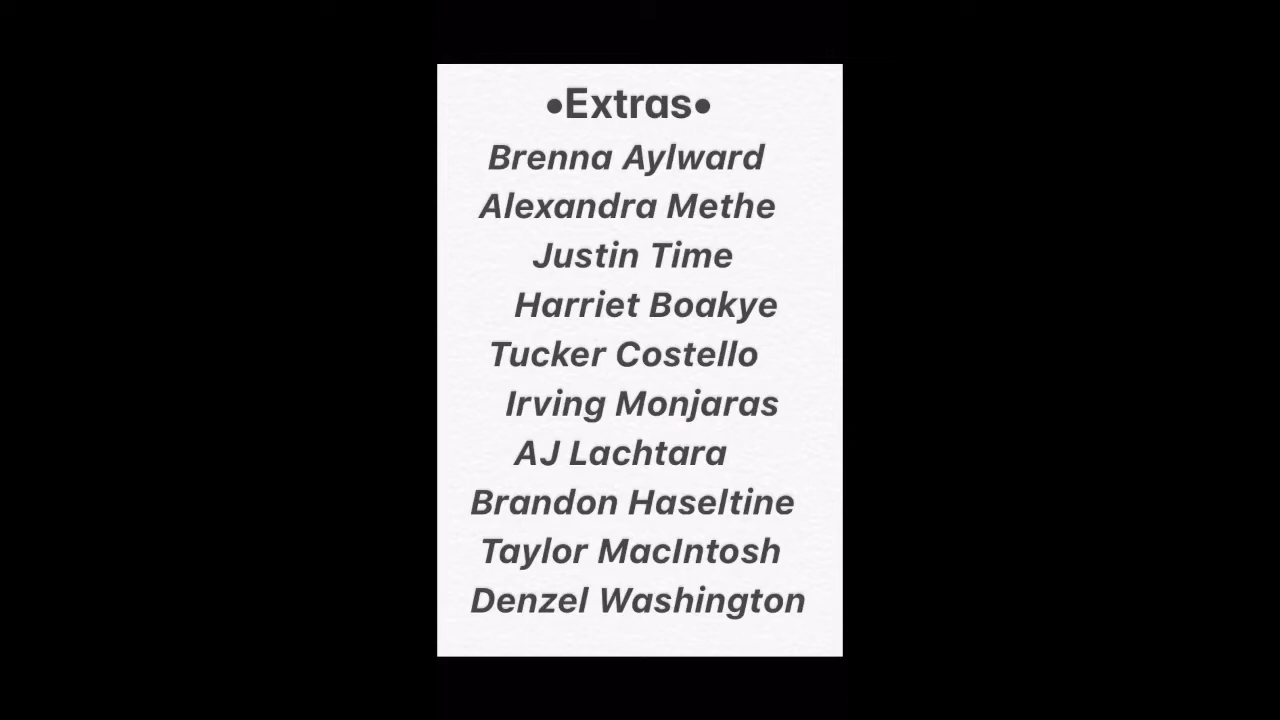 •Extras•
Brenna Aylward
Alexandra Methe
Justin Time
Harriet Boakye
Tucker Costello
Irving Monjaras
AJ Lachtara
Brandon Haseltine
Taylor MacIntosh
Denzel Washington